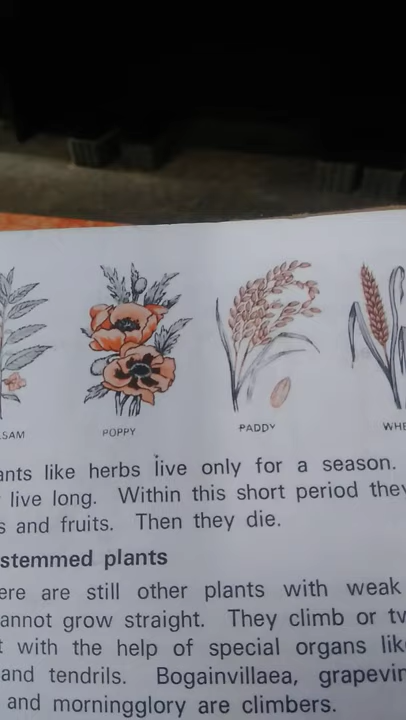 SAM POPPY PADDY WHE
ants like herbs live only for a season.
live long. Within this short period they
s and fruits. Then they die.
stemmed plants
ere are still other plants with weak
annot grow straight. They climb or tw
t with the help of special organs lik
and tendrils. Bogainvillaea, grapevin
and morningglory are climbers.